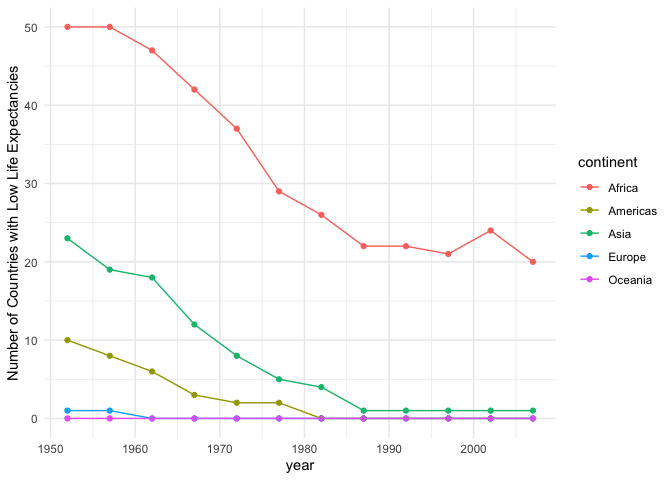 Number of Countries with Low Life Expectancies
50
40
30
20
10
0
1950
1960
1970
1980
1990
2000
year
continent
Africa
Americas
Asia
Europe
Oceania